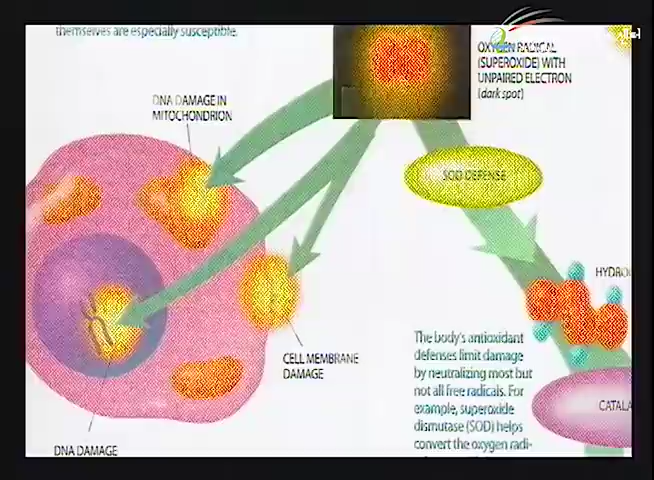 themselves are especially susceptible.
OXYGEN RADICAL
(SUPEROXIDE) WITH
UNPAIRED ELECTRON
(dark spot)
DNA DAMAGE IN
MITOCHONDRION
SOD DEFENSE
HYDRO
CELL MEMBRANE
DAMAGE
The body's antioxidant
defenses limit damage
by neutralizing most but
not all free radicals. For
example, superoxide
dismutase (SOD) helps
convert the oxygen radi-
CATALA
DNA DAMAGE